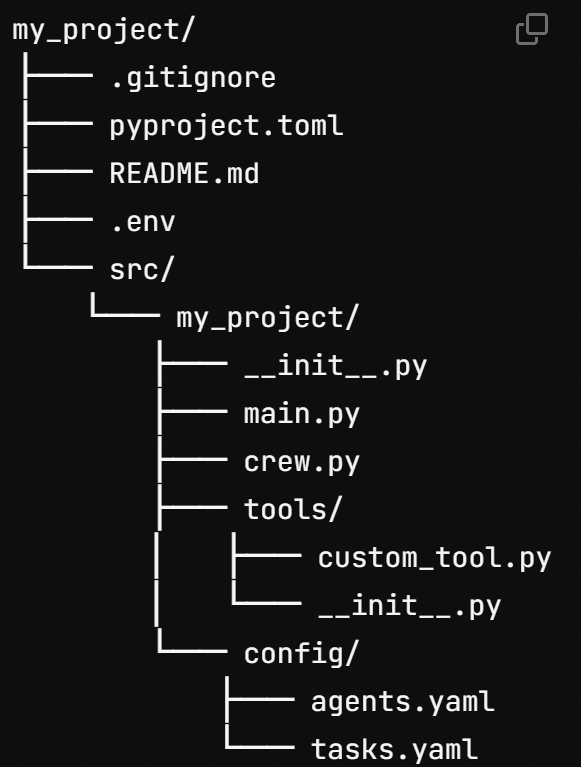 my_project/
├── .gitignore
├── pyproject.toml
├── README.md
├── .env
└── src/
    └── my_project/
        ├── __init__.py
        ├── main.py
        ├── crew.py
        ├── tools/
        │   ├── custom_tool.py
        │   └── __init__.py
        └── config/
            ├── agents.yaml
            └── tasks.yaml